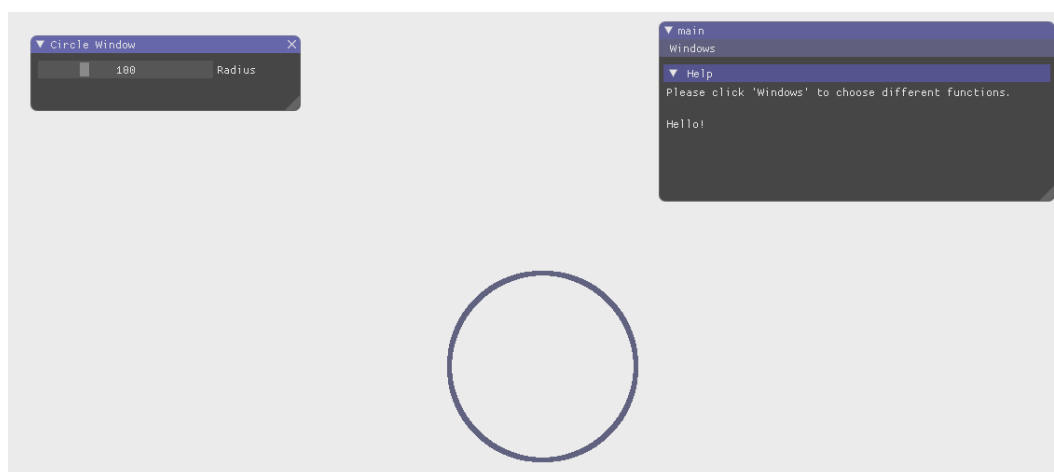 Circle Window
100 Radius
main
Windows
Help
Please click 'Windows' to choose different functions.
Hello!